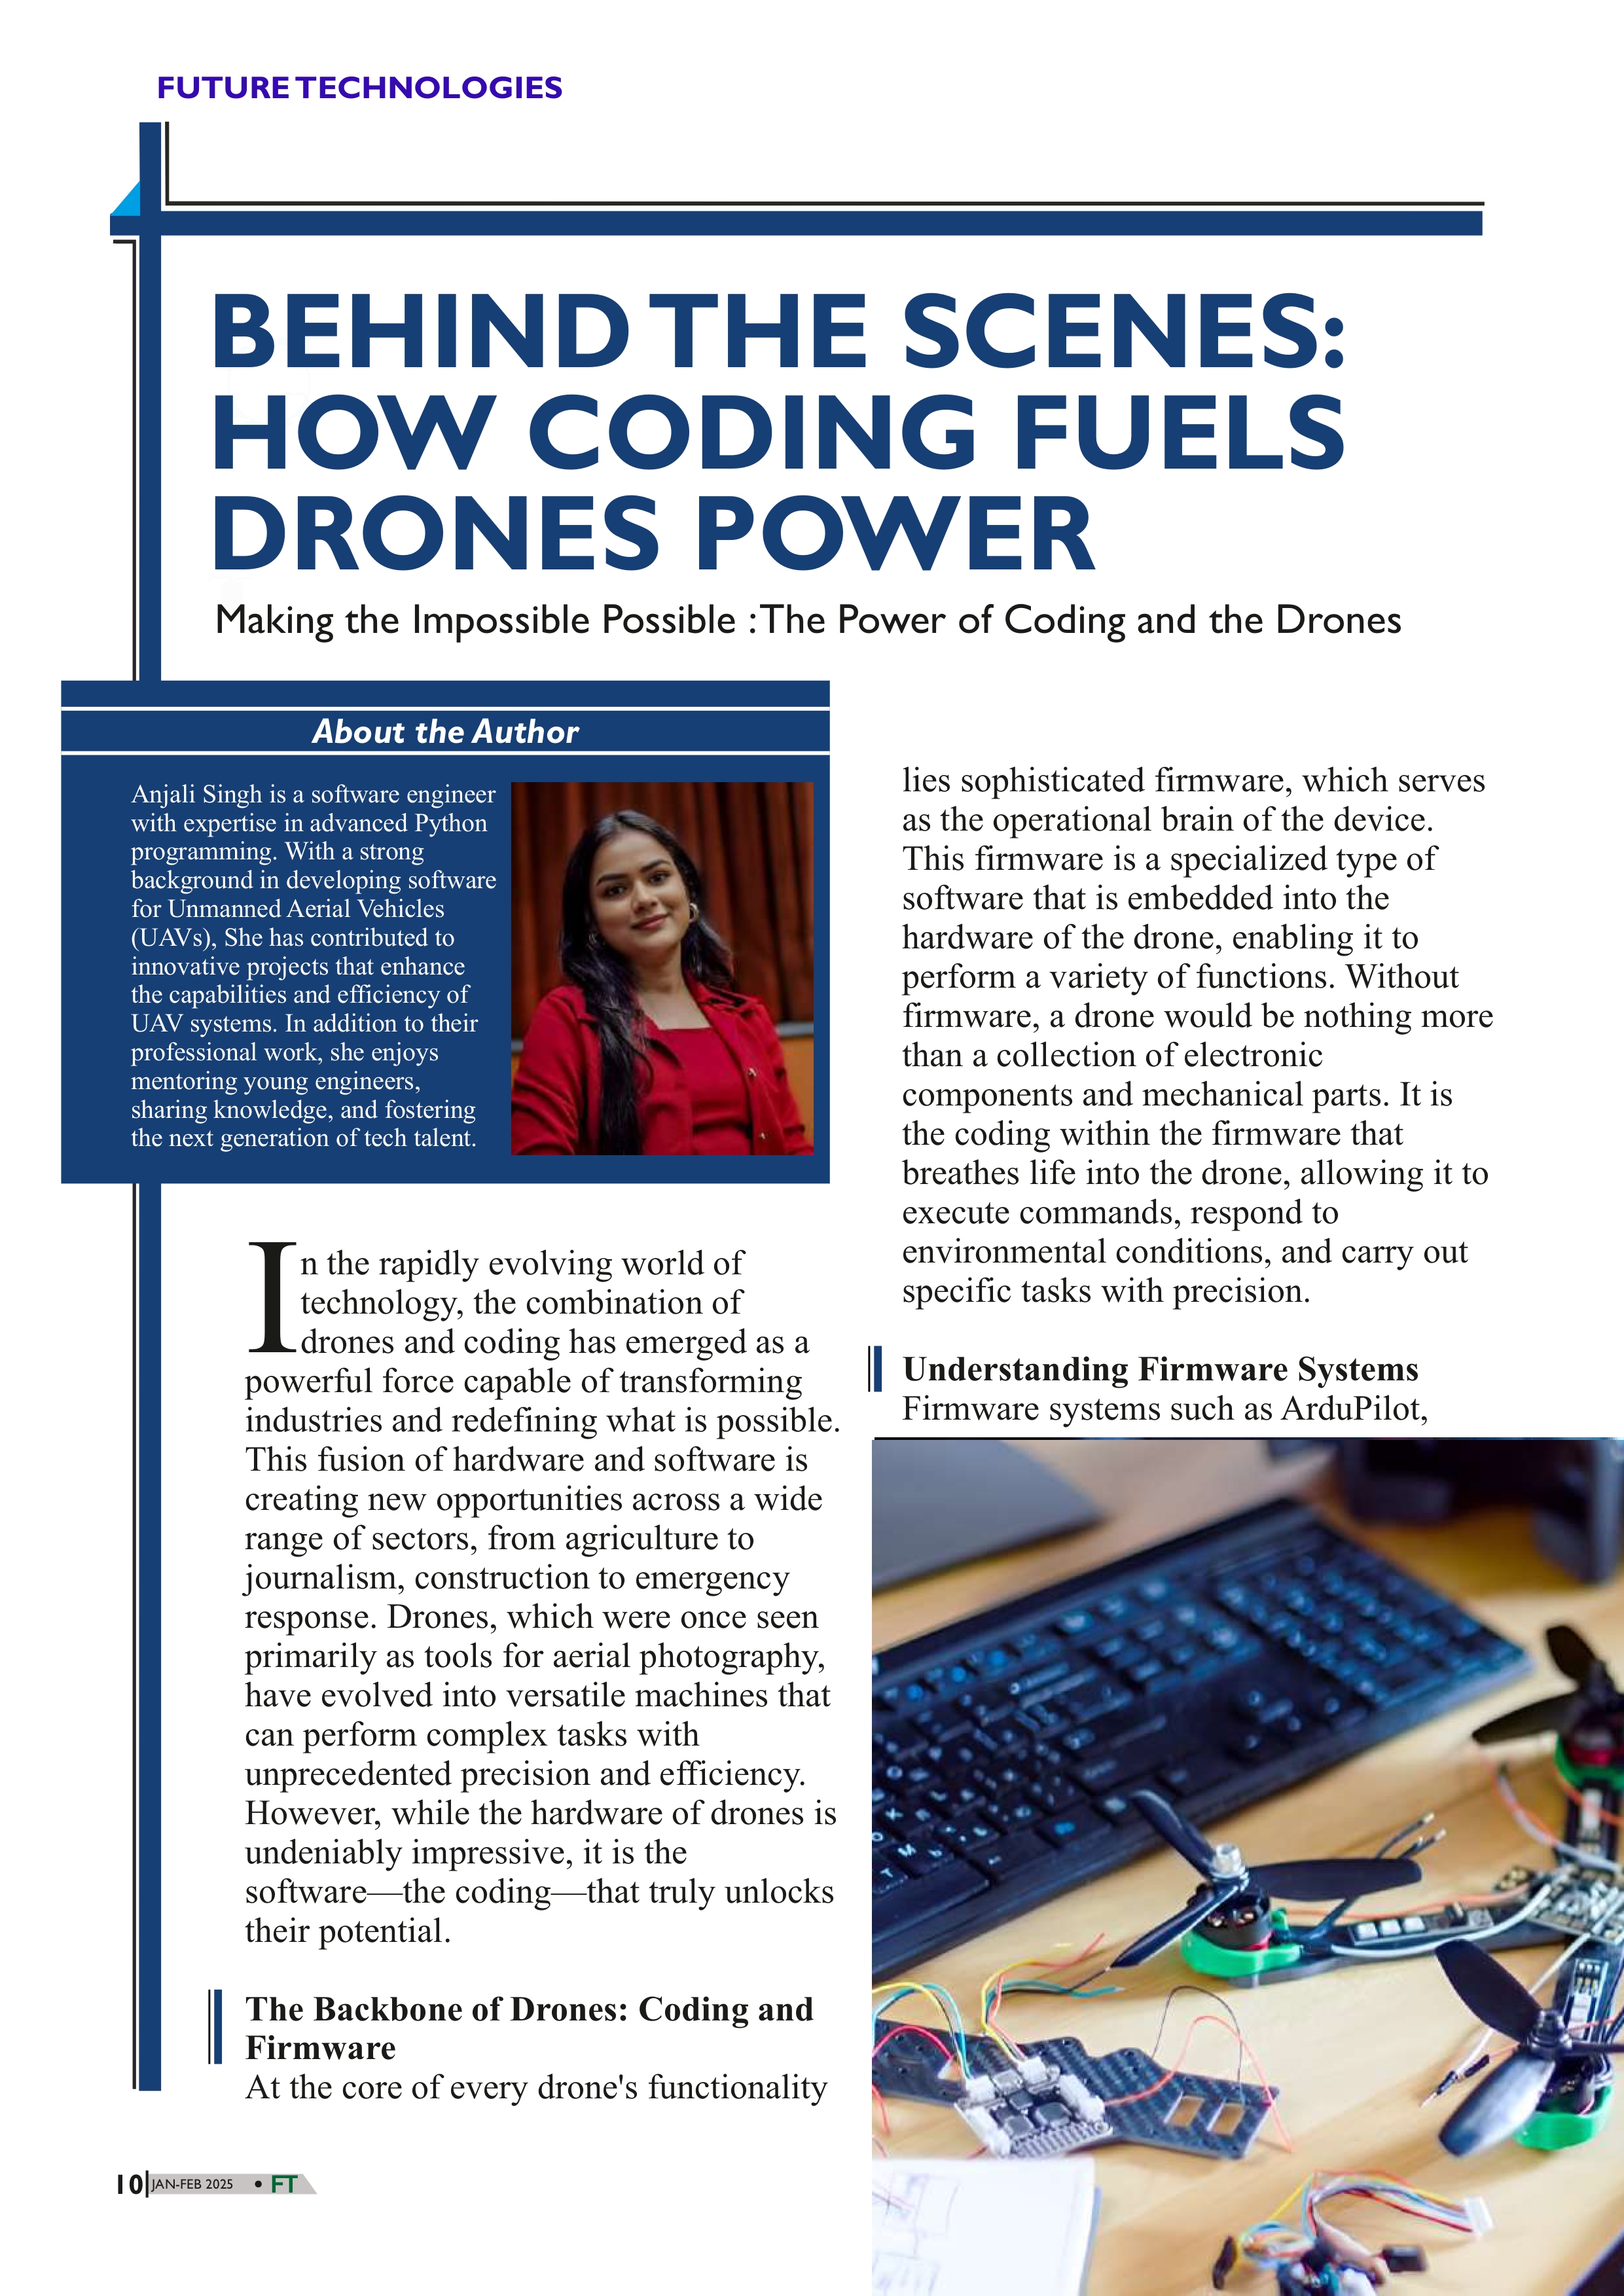 FUTURE TECHNOLOGIES
BEHIND THE SCENES:
HOW CODING FUELS
DRONES POWER
Making the Impossible Possible : The Power of Coding and the Drones
About the Author
Anjali Singh is a software engineer
with expertise in advanced Python
programming. With a strong
background in developing software
for Unmanned Aerial Vehicles
(UAVs), She has contributed to
innovative projects that enhance
the capabilities and efficiency of
UAV systems. In addition to their
professional work, she enjoys
mentoring young engineers,
sharing knowledge, and fostering
the next generation of tech talent.
In the rapidly evolving world of
technology, the combination of
drones and coding has emerged as a
powerful force capable of transforming
industries and redefining what is possible.
This fusion of hardware and software is
creating new opportunities across a wide
range of sectors, from agriculture to
journalism, construction to emergency
response. Drones, which were once seen
primarily as tools for aerial photography,
have evolved into versatile machines that
can perform complex tasks with
unprecedented precision and efficiency.
However, while the hardware of drones is
undeniably impressive, it is the
software—the coding—that truly unlocks
their potential.
The Backbone of Drones: Coding and
Firmware
At the core of every drone's functionality
lies sophisticated firmware, which serves
as the operational brain of the device.
This firmware is a specialized type of
software that is embedded into the
hardware of the drone, enabling it to
perform a variety of functions. Without
firmware, a drone would be nothing more
than a collection of electronic
components and mechanical parts. It is
the coding within the firmware that
breathes life into the drone, allowing it to
execute commands, respond to
environmental conditions, and carry out
specific tasks with precision.
Understanding Firmware Systems
Firmware systems such as ArduPilot,
10 JAN-FEB 2025 • FT